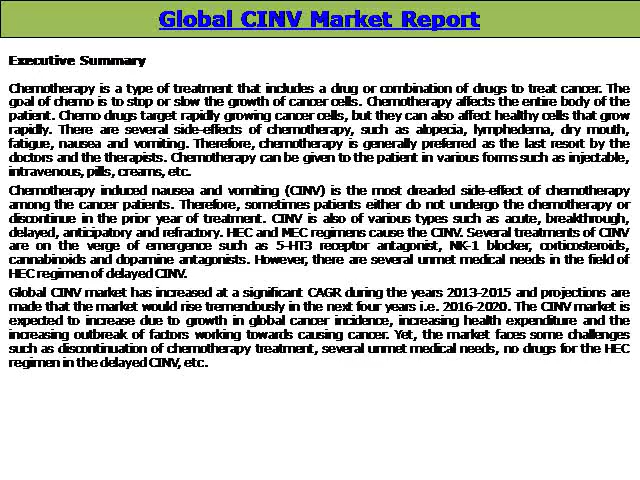 Global CINV Market Report
Executive Summary
Chemotherapy is a type of treatment that includes a drug or combination of drugs to treat cancer. The
goal of chemo is to stop or slow the growth of cancer cells. Chemotherapy affects the entire body of the
patient. Chemo drugs target rapidly growing cancer cells, but they can also affect healthy cells that grow
rapidly. There are several side-effects of chemotherapy, such as alopecia, lymphedema, dry mouth,
fatigue, nausea and vomiting. Therefore, chemotherapy is generally preferred as the last resort by the
doctors and the therapists. Chemotherapy can be given to the patient in various forms such as injectable,
intravenous, pills, creams, etc.
Chemotherapy induced nausea and vomiting (CINV) is the most dreaded side-effect of chemotherapy
among the cancer patients. Therefore, sometimes patients either do not undergo the chemotherapy or
discontinue in the prior year of treatment. CINV is also of various types such as acute, breakthrough,
delayed, anticipatory and refractory. HEC and MEC regimens cause the CINV. Several treatments of CINV
are on the verge of emergence such as 5-HT3 receptor antagonist, NK-1 blocker, corticosteroids,
cannabinoids and dopamine antagonists. However, there are several unmet medical needs in the field of
HEC regimen of delayed CINV.
Global CINV market has increased at a significant CAGR during the years 2013-2015 and projections are
made that the market would rise tremendously in the next four years i.e. 2016-2020. The CINV market is
expected to increase due to growth in global cancer incidence, increasing health expenditure and the
increasing outbreak of factors working towards causing cancer. Yet, the market faces some challenges
such as discontinuation of chemotherapy treatment, several unmet medical needs, no drugs for the HEC
regimen in the delayed CINV, etc.